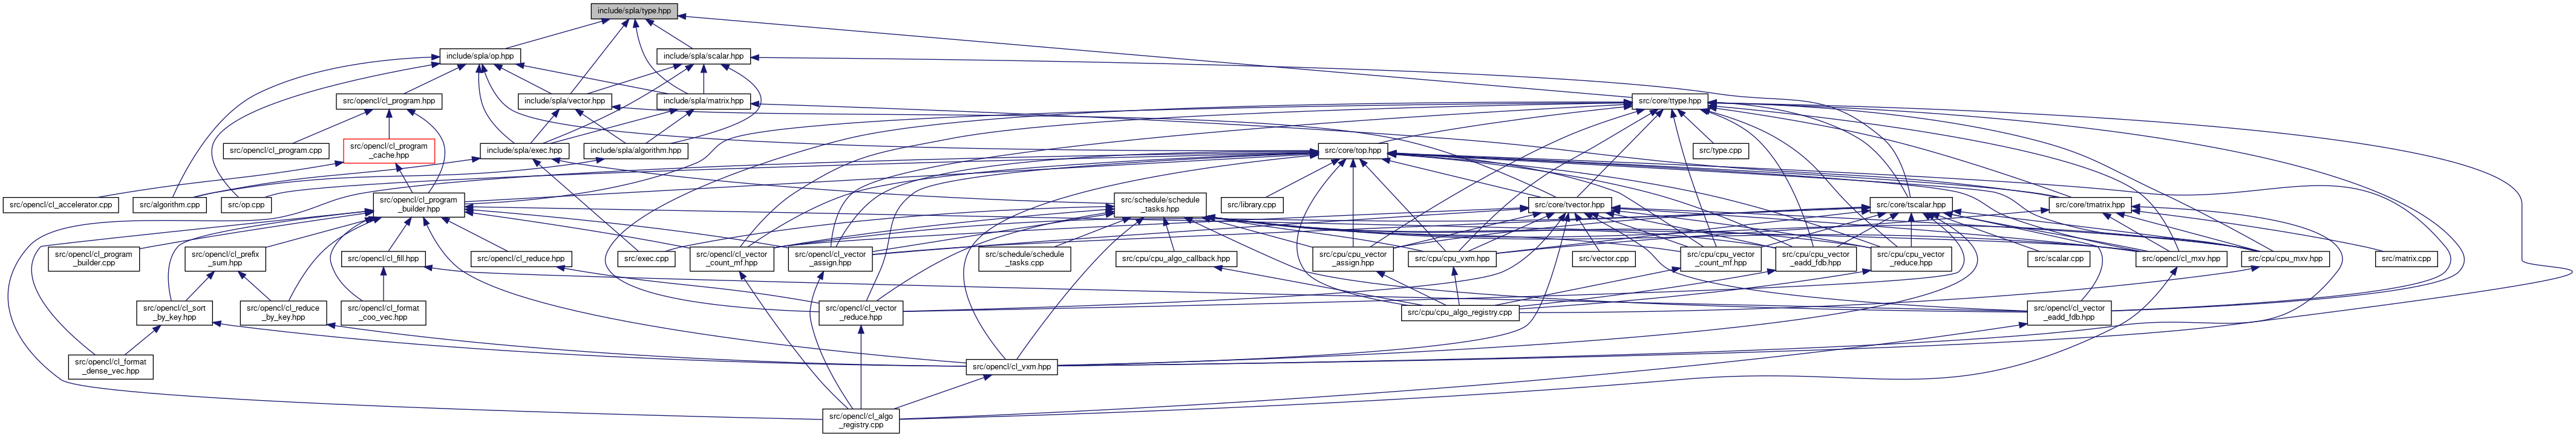 include/spla/type.hpp
include/spla/op.hpp
include/spla/scalar.hpp
src/opencl/cl_program.hpp
include/spla/vector.hpp
include/spla/matrix.hpp
src/core/ttype.hpp
src/opencl/cl_program.cpp
src/opencl/cl_program
_cache.hpp
include/spla/exec.hpp
include/spla/algorithm.hpp
src/core/top.hpp
src/type.cpp
src/opencl/cl_accelerator.cpp
src/algorithm.cpp
src/op.cpp
src/opencl/cl_program
_builder.hpp
src/schedule/schedule
_tasks.hpp
src/library.cpp
src/core/tvector.hpp
src/core/tscalar.hpp
src/core/tmatrix.hpp
src/opencl/cl_program
_builder.cpp
src/opencl/cl_prefix
_sum.hpp
src/opencl/cl_fill.hpp
src/opencl/cl_reduce.hpp
src/exec.cpp
src/opencl/cl_vector
_count_mf.hpp
src/opencl/cl_vector
_assign.hpp
src/schedule/schedule
_tasks.cpp
src/cpu/cpu_algo_callback.hpp
src/cpu/cpu_vector
_assign.hpp
src/cpu/cpu_vxm.hpp
src/vector.cpp
src/cpu/cpu_vector
_count_mf.hpp
src/cpu/cpu_vector
_eadd_fdb.hpp
src/cpu/cpu_vector
_reduce.hpp
src/scalar.cpp
src/opencl/cl_mxv.hpp
src/cpu/cpu_mxv.hpp
src/matrix.cpp
src/opencl/cl_sort
_by_key.hpp
src/opencl/cl_reduce
_by_key.hpp
src/opencl/cl_format
_coo_vec.hpp
src/opencl/cl_vector
_reduce.hpp
src/cpu/cpu_algo_registry.cpp
src/opencl/cl_vector
_eadd_fdb.hpp
src/opencl/cl_format
_dense_vec.hpp
src/opencl/cl_vxm.hpp
src/opencl/cl_algo
_registry.cpp